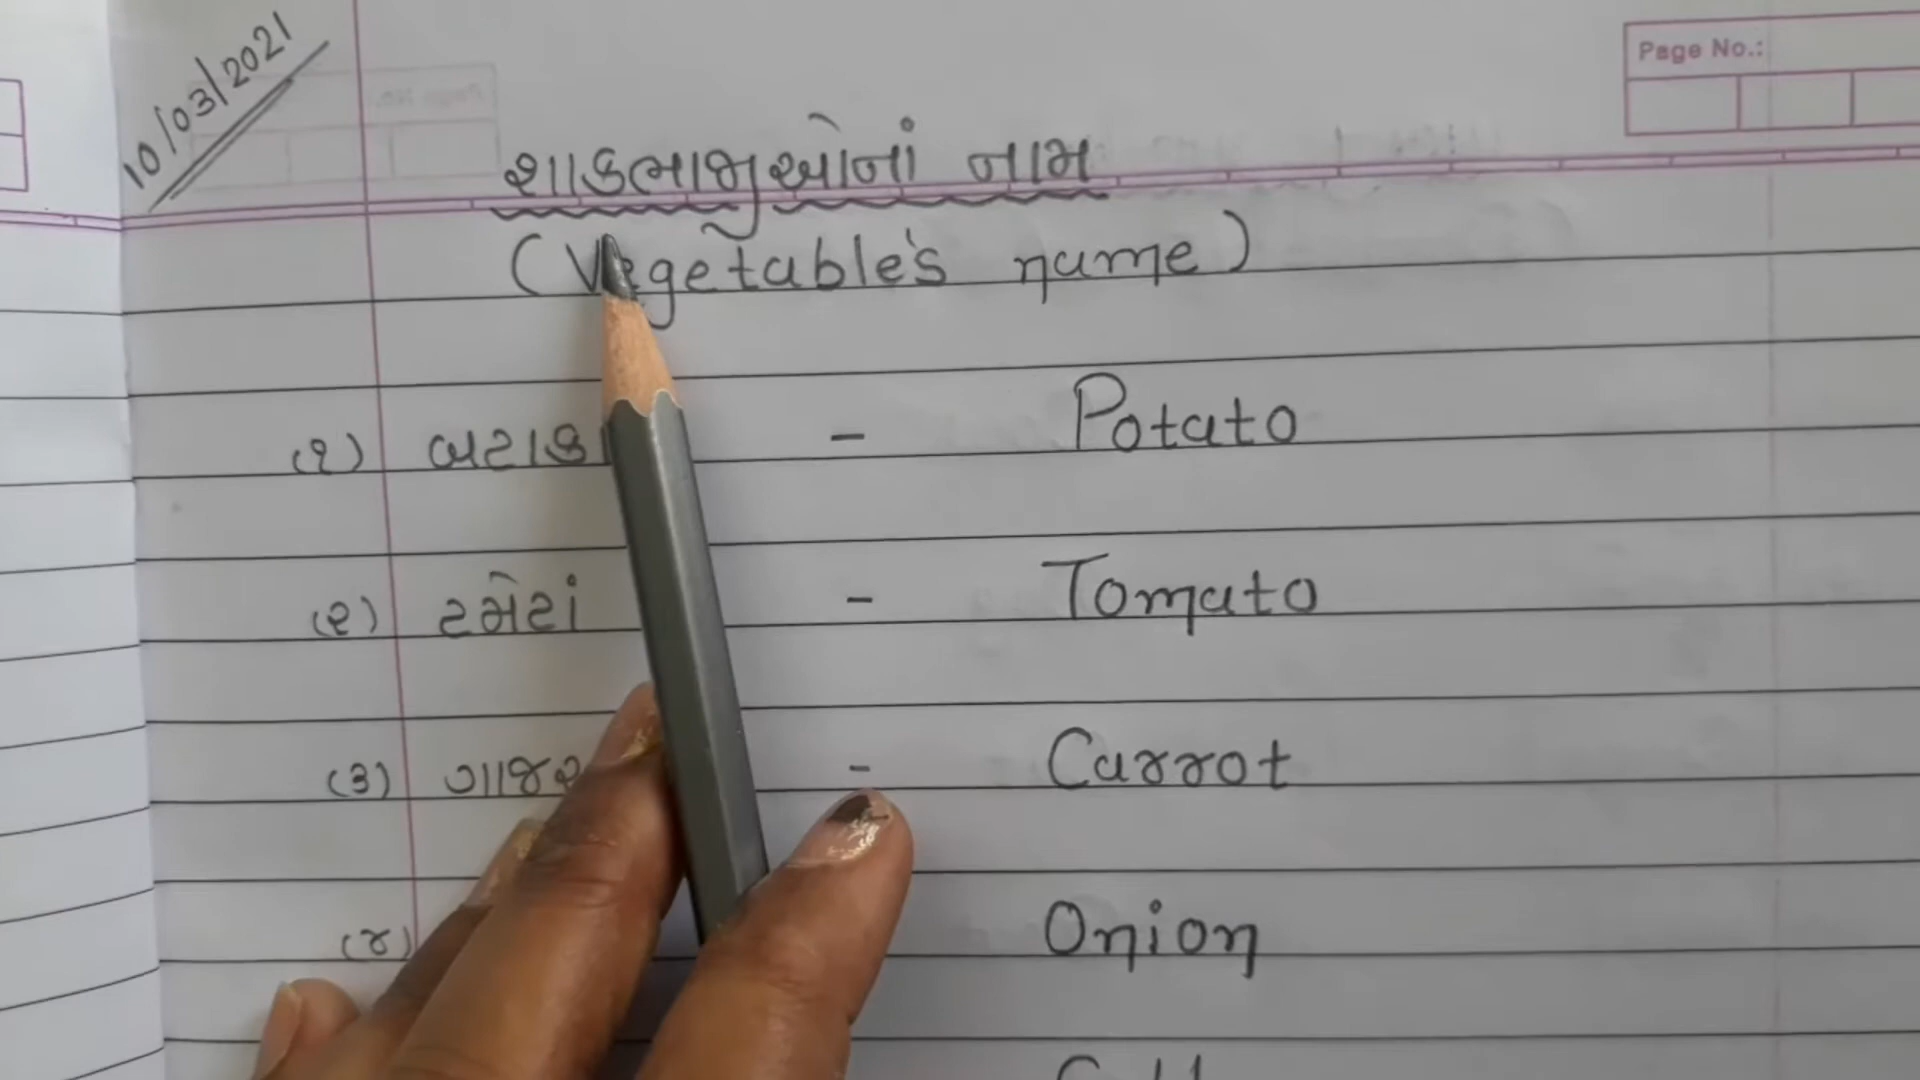 10/03/2021
Page No.:
શાકભાજીઓનાં નામ
(Vegetable's name)
(૧) બટાકા - Potato
(૨) ટમેટાં - Tomato
(૩) ગાજર - Carrot
(૪) Onion